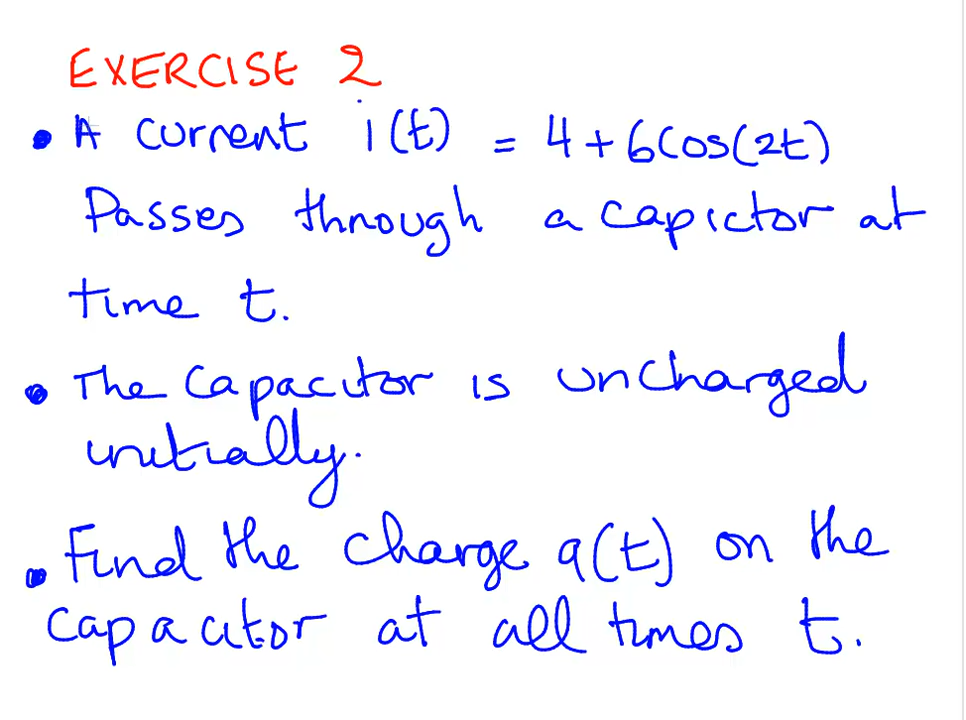 EXERCISE 2
• A current i(t) = 4 + 6cos(2t)
Passes through a capictor at
time t.
• The capacitor is uncharged
initially.
• Find the charge q(t) on the
capacitor at all times t.